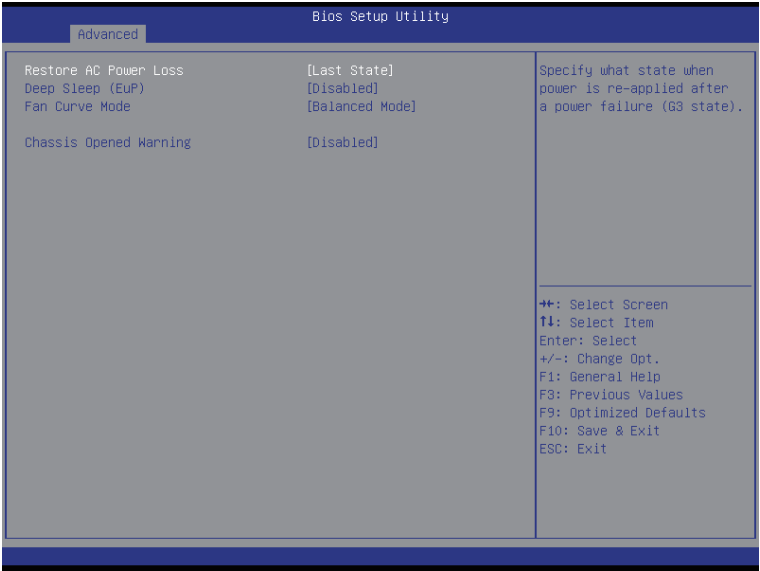 Bios Setup Utility
Advanced
Restore AC Power Loss [Last State]
Deep Sleep (EuP) [Disabled]
Fan Curve Mode [Balanced Mode]
Chassis Opened Warning [Disabled]
Specify what state when
power is re-applied after
a power failure (G3 state).
→←: Select Screen
↑↓: Select Item
Enter: Select
+/-: Change Opt.
F1: General Help
F3: Previous Values
F9: Optimized Defaults
F10: Save & Exit
ESC: Exit